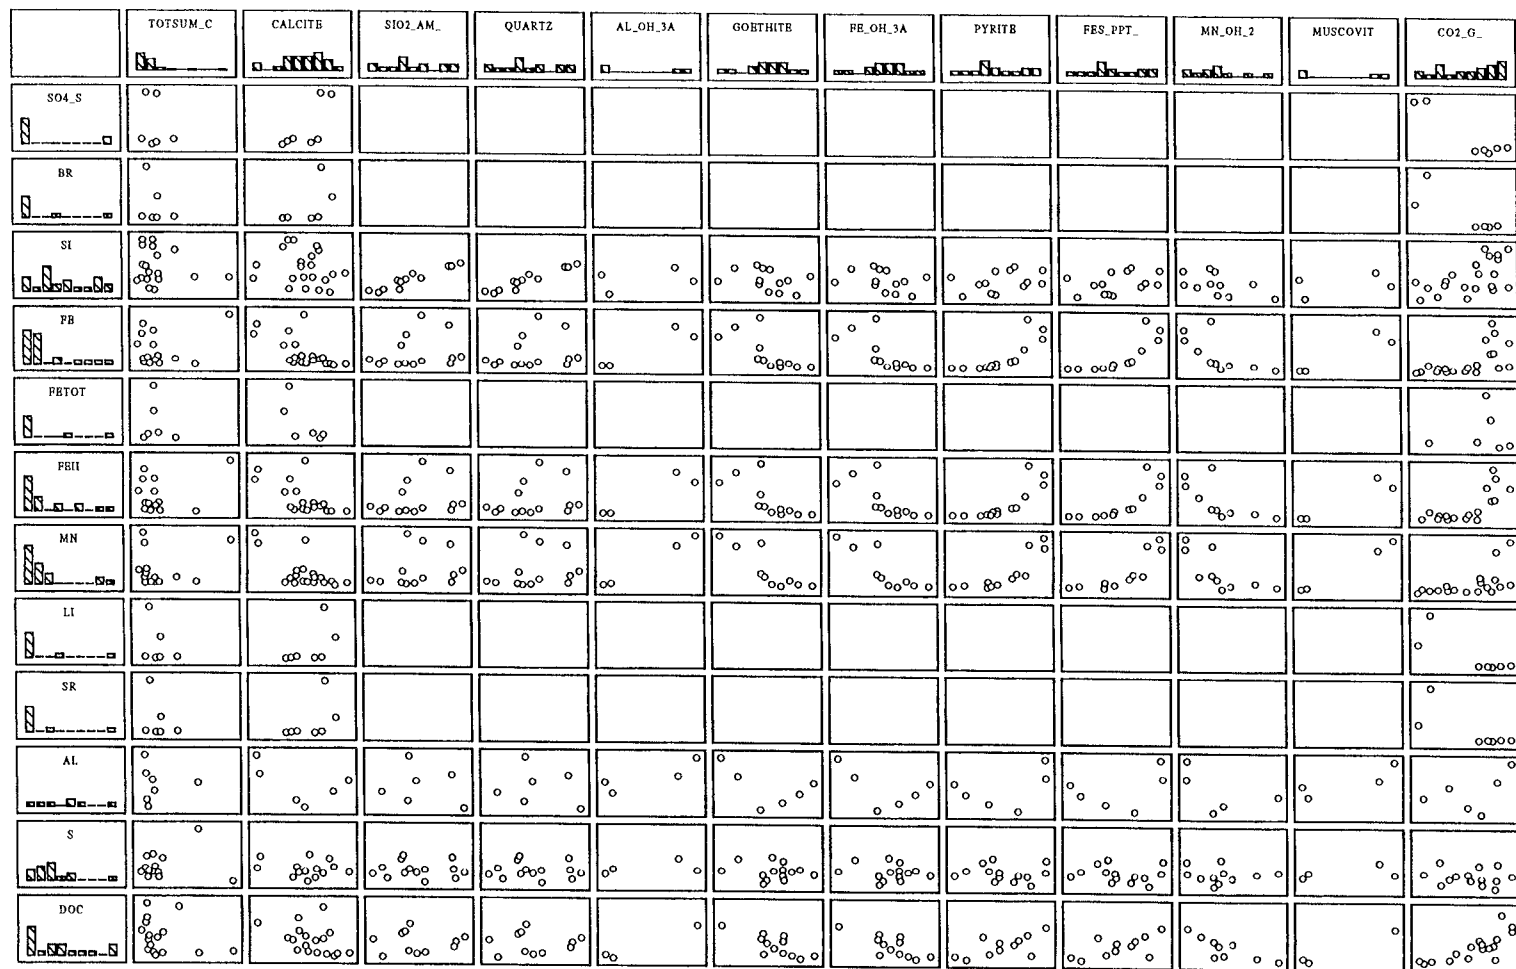 TOTSUM_C
CALCITE
SIO2_AM_
QUARTZ
AL_OH_3A
GOETHITE
FE_OH_3A
PYRITE
FES_PPT_
MN_OH_2
MUSCOVIT
CO2_G_
SO4_S
BR
SI
FB
FETOT
FEII
MN
LI
SR
AL
S
DOC